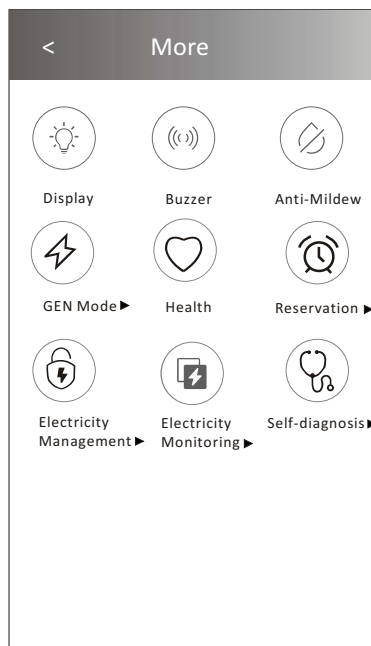 < More
Display Buzzer Anti-Mildew
GEN Mode▶ Health Reservation ▶
Electricity Electricity Self-diagnosis▶
Management▶ Monitoring ▶